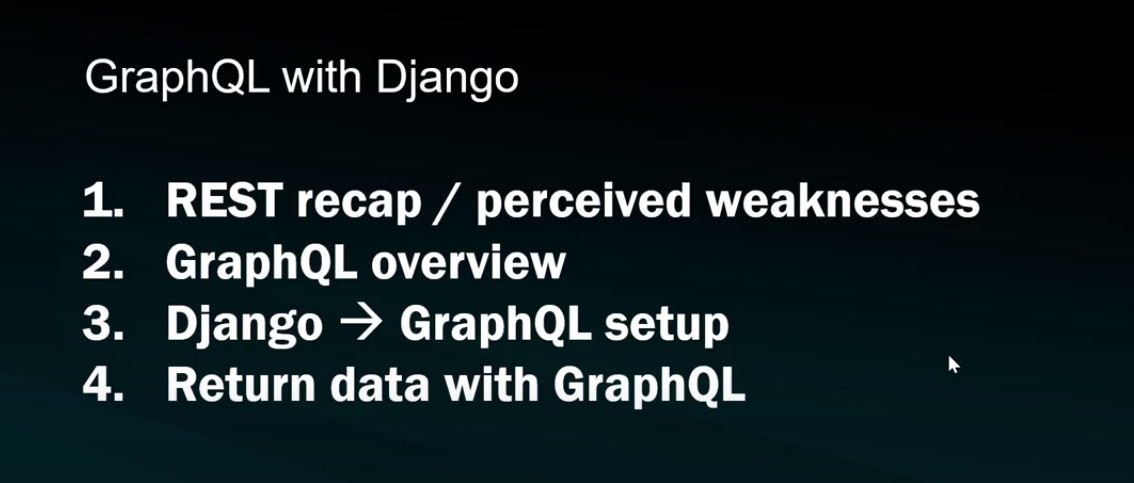 GraphQL with Django
1. REST recap / perceived weaknesses
2. GraphQL overview
3. Django → GraphQL setup
4. Return data with GraphQL